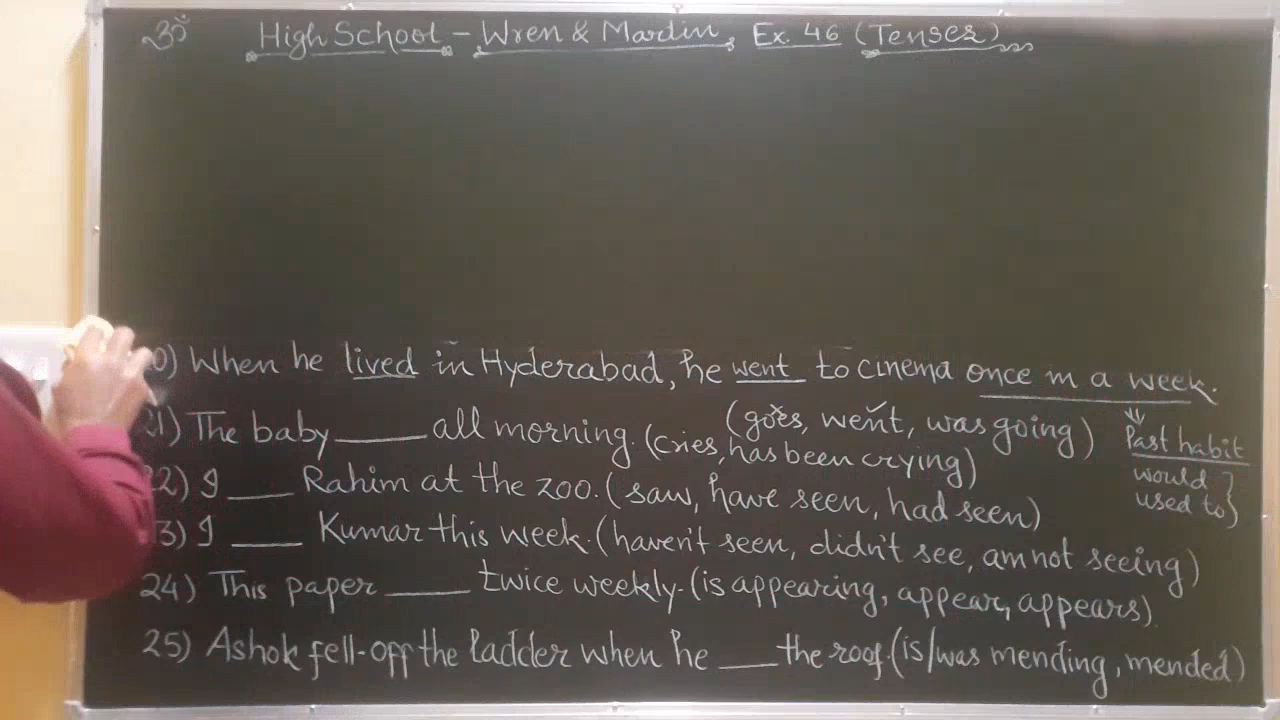 ॐ High School - Wren & Martin, Ex. 46 (Tenses)
0) When he lived in Hyderabad, he went to cinema once in a week.
(goes, went, was going)
Past habit
would
used to
21) The baby ____ all morning. (cries, has been crying)
22) I ____ Rahim at the zoo. (saw, have seen, had seen)
3) I ____ Kumar this week. (haven't seen, didn't see, am not seeing)
24) This paper ____ twice weekly. (is appearing, appear, appears).
25) Ashok fell-off the ladder when he ____ the roof. (is/was mending, mended)